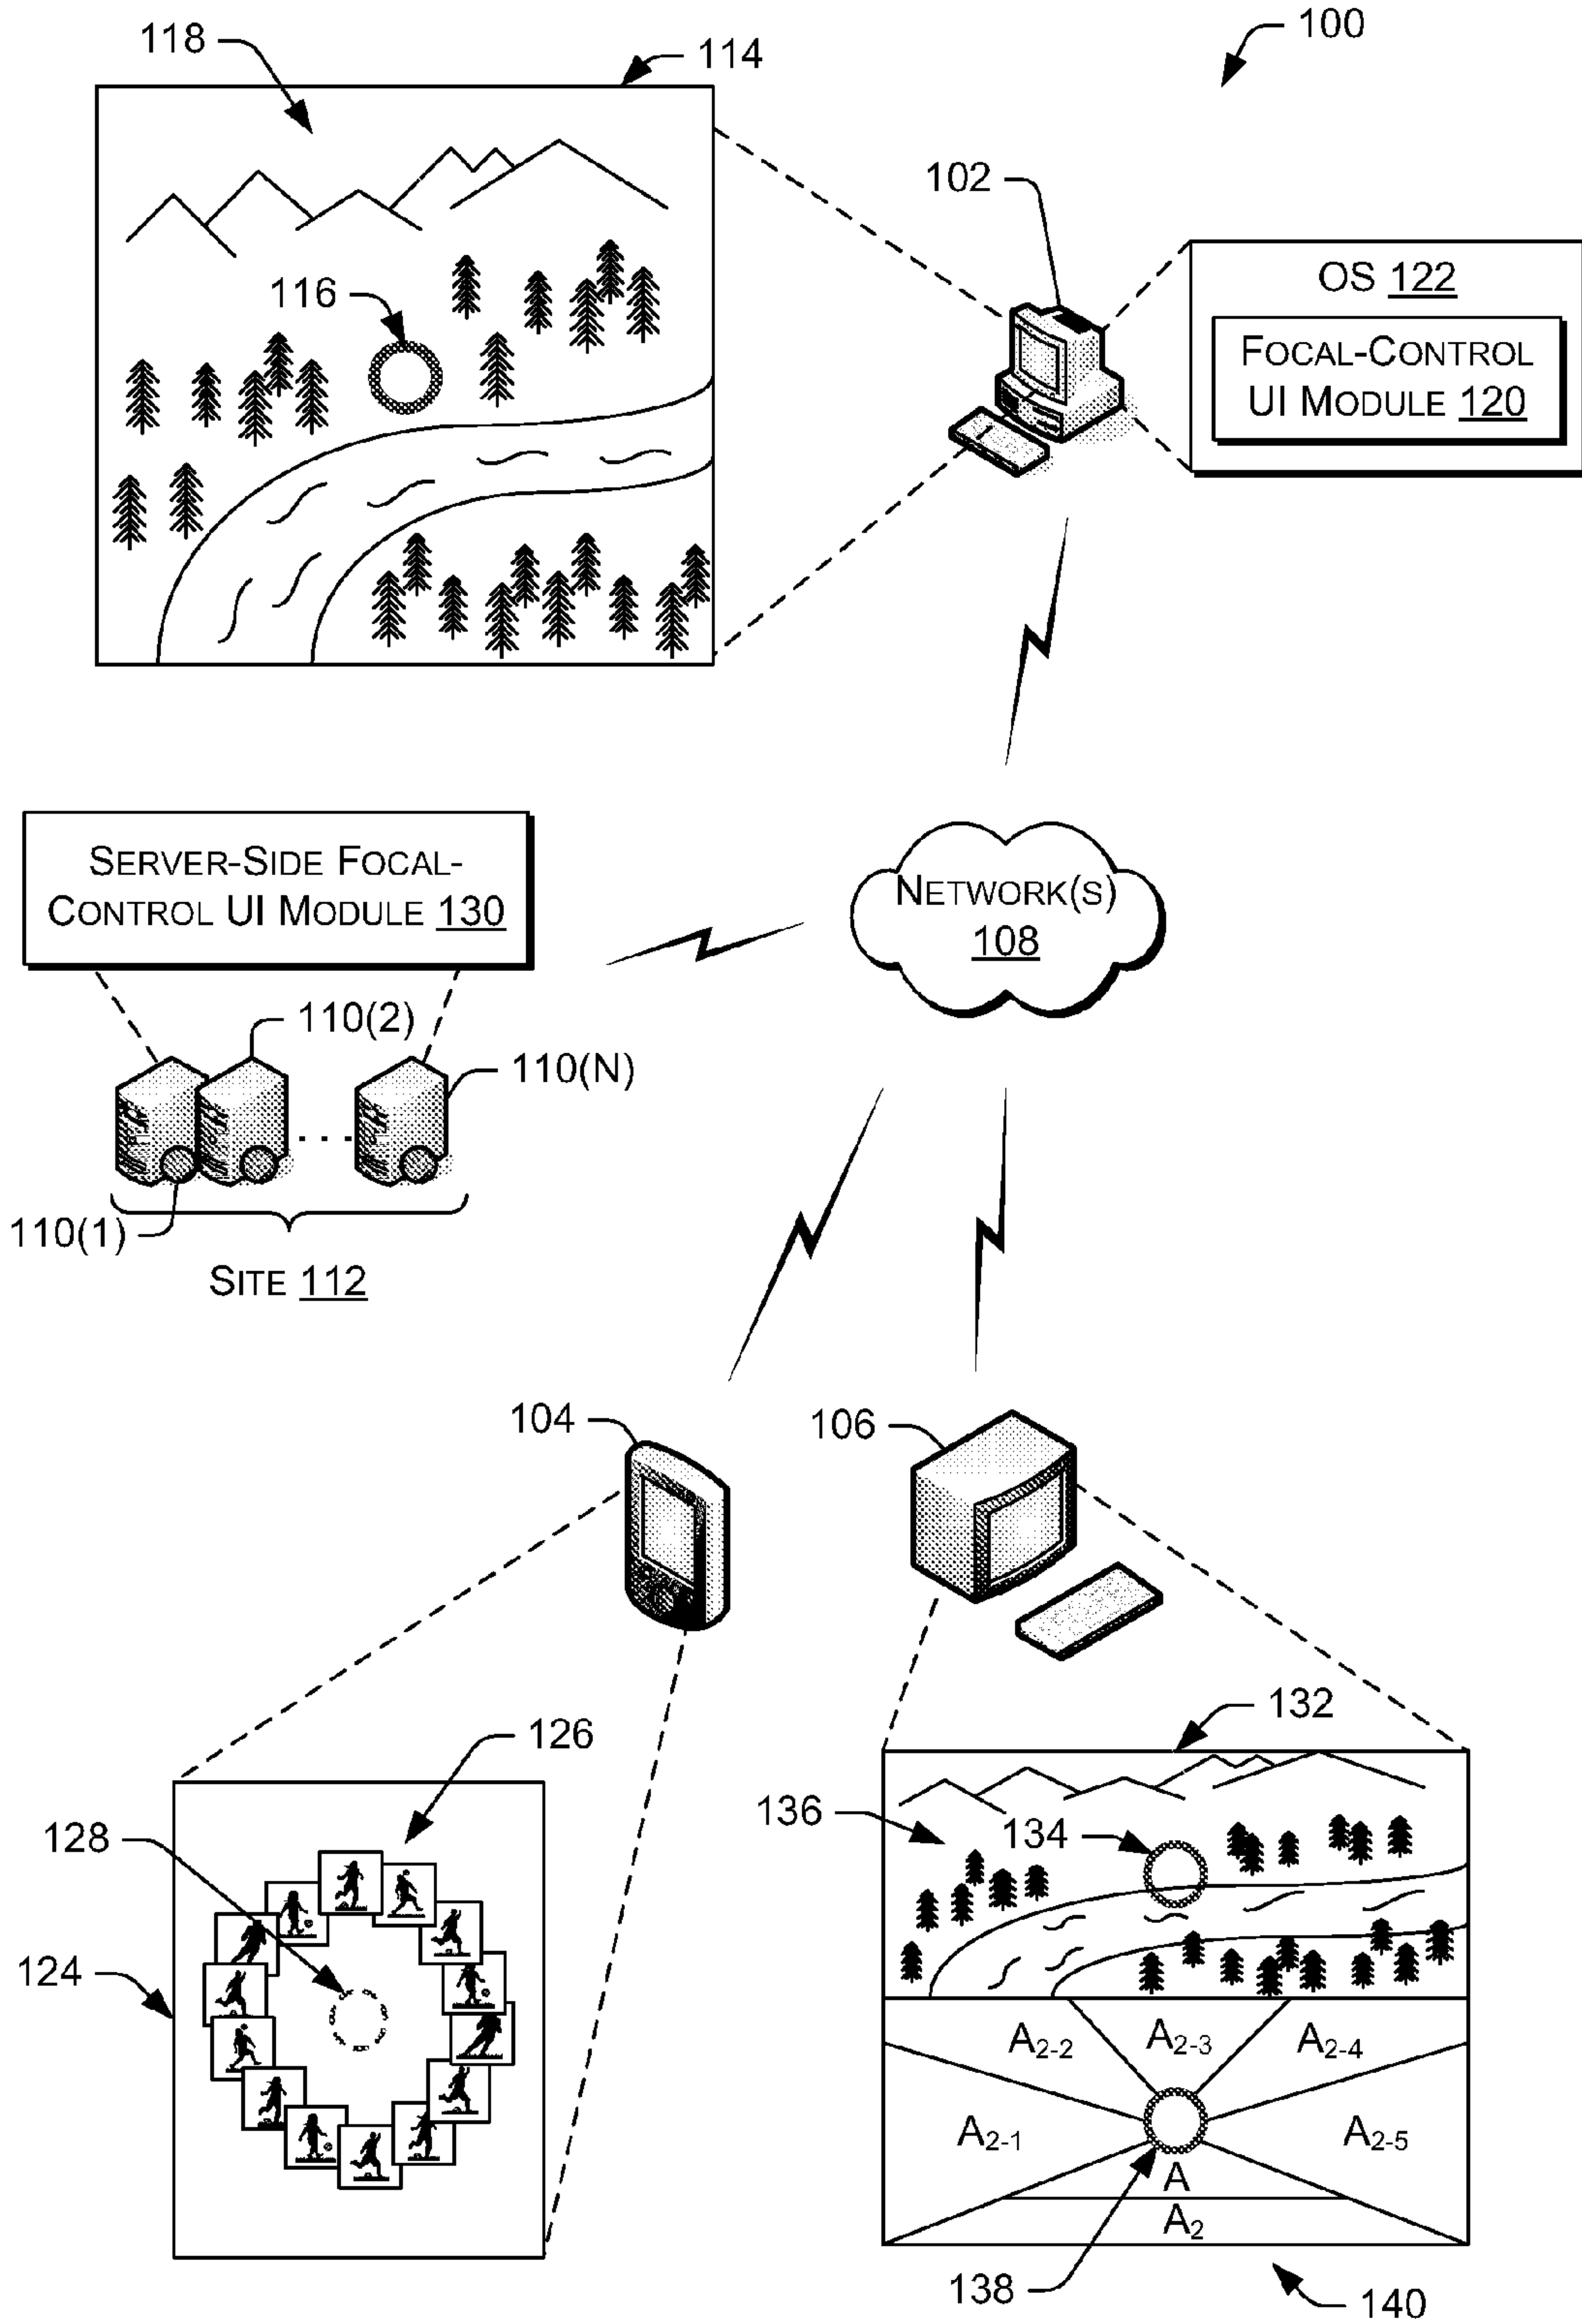 100
118
114
102
OS 122
FOCAL-CONTROL
UI MODULE 120
116
SERVER-SIDE FOCAL-
CONTROL UI MODULE 130
NETWORK(S)
108
110(2)
110(N)
110(1)
SITE 112
104
106
126
128
124
132
136
134
A2-2
A2-3
A2-4
A2-1
A2-5
A
A2
138
140